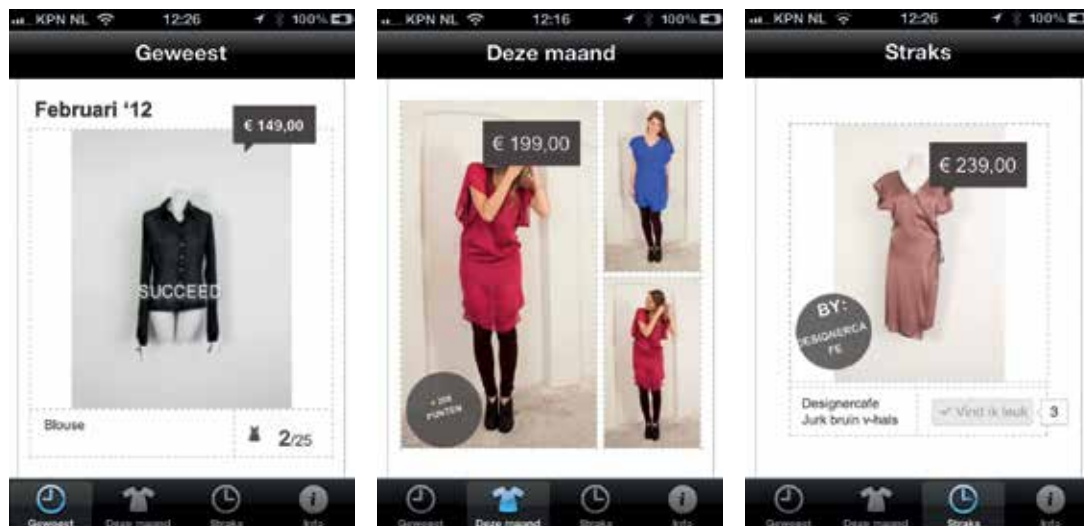 KPN NL 12:26 100%
Geweest
Februari ‘12
€ 149,00
SUCCEED
Blouse
2/25
Geweest Deze maand Straks Info
KPN NL 12:16 100%
Deze maand
€ 199,00
PUNTEN
Geweest Deze maand Straks Info
KPN NL 12:26 100%
Straks
€ 239,00
BY:
DESIGNERCA
FE
Designercafe
Jurk bruin v-hals
Vind ik leuk 3
Geweest Deze maand Straks Info